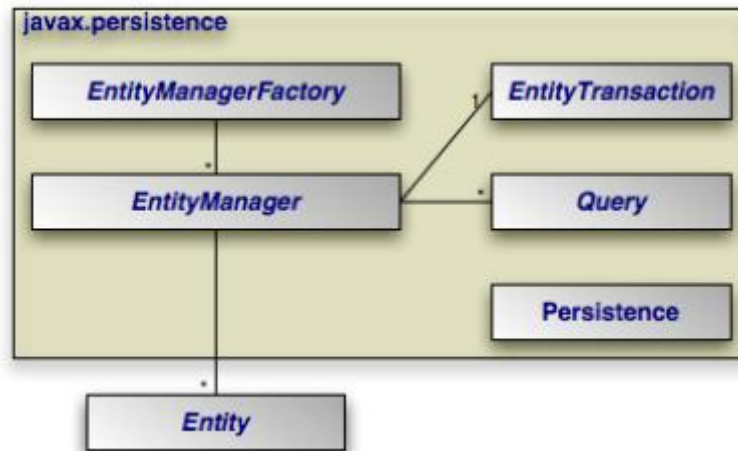 javax.persistence
EntityManagerFactory
1
EntityTransaction
*
EntityManager
*
Query
Persistence
*
Entity